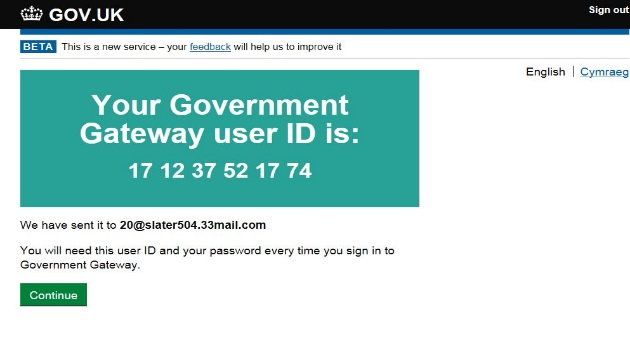 GOV.UK
Sign out
BETA This is a new service – your feedback will help us to improve it
English | Cymraeg
Your Government
Gateway user ID is:
17 12 37 52 17 74
We have sent it to 20@slater504.33mail.com
You will need this user ID and your password every time you sign in to
Government Gateway.
Continue